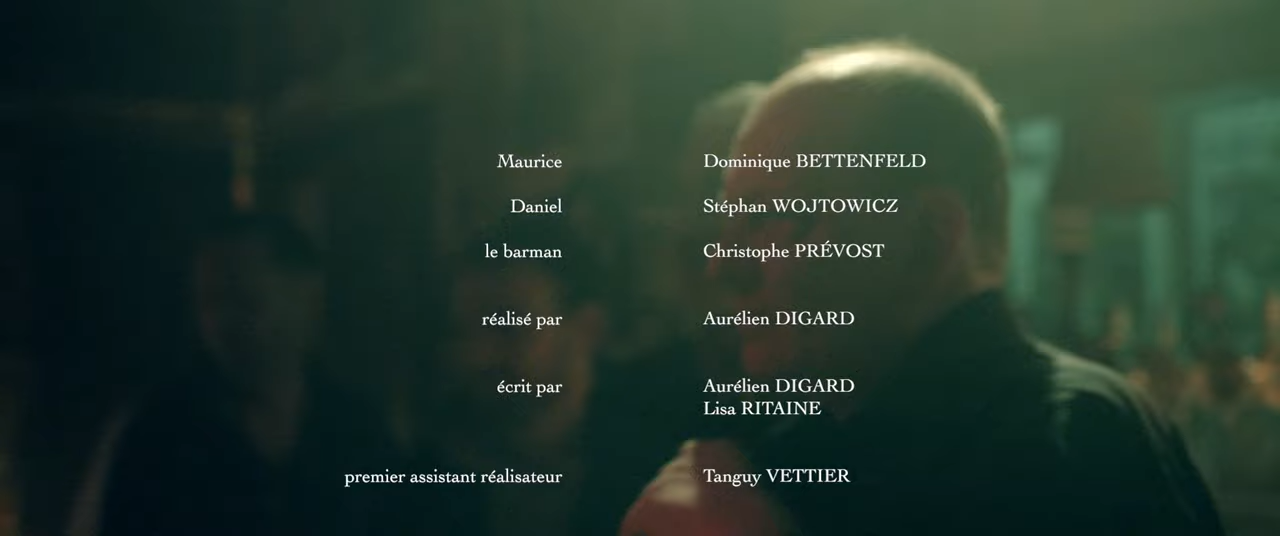 Maurice Dominique BETTENFELD
Daniel Stéphan WOJTOWICZ
le barman Christophe PRÉVOST
réalisé par Aurélien DIGARD
écrit par Aurélien DIGARD
Lisa RITAINE
premier assistant réalisateur Tanguy VETTIER